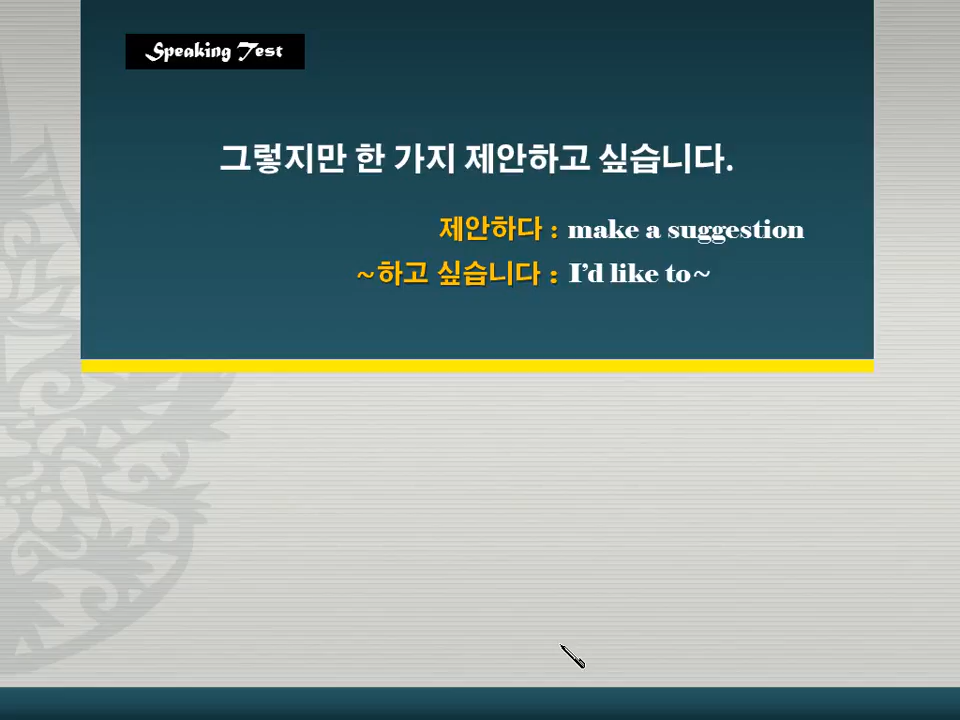 Speaking Test
그렇지만 한 가지 제안하고 싶습니다.
제안하다 : make a suggestion
~하고 싶습니다 : I'd like to~